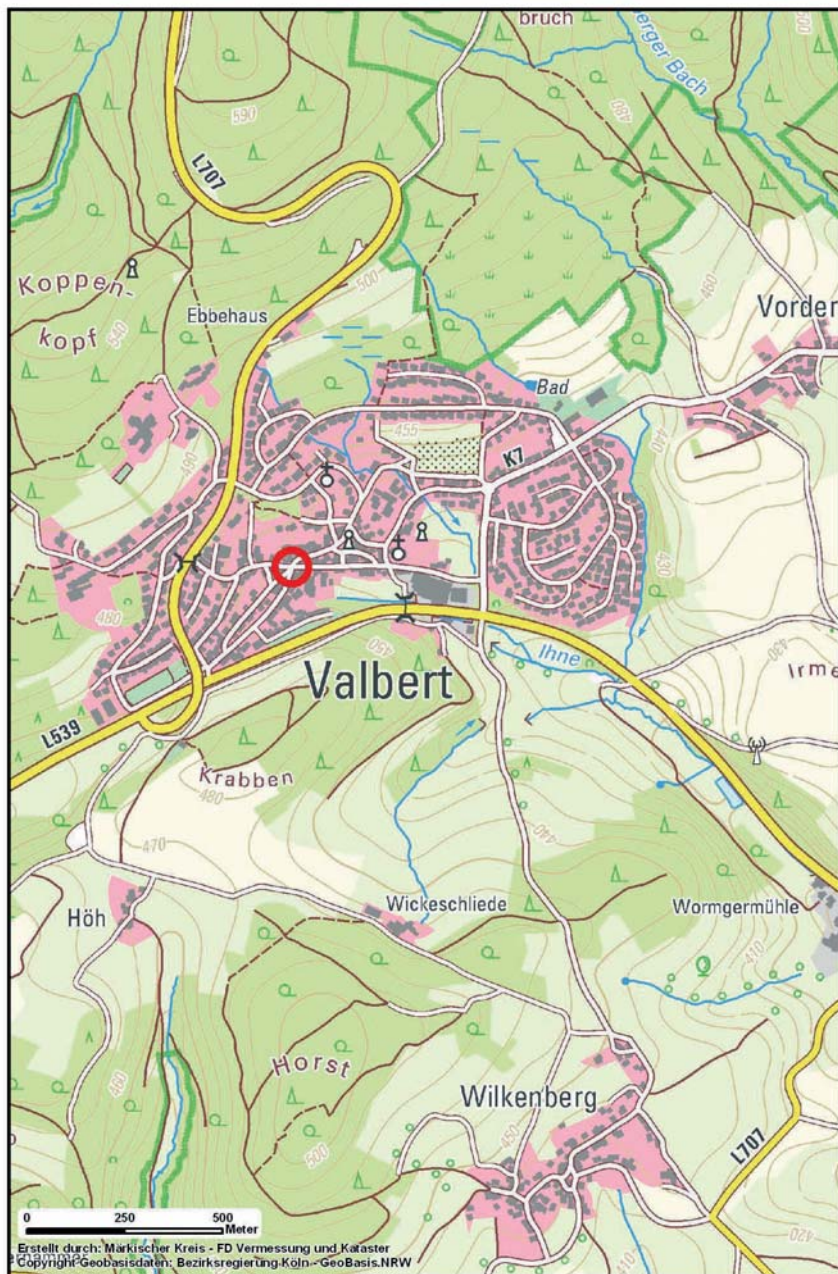 bruch
erger Bach
500
480
590
L707
Koppen-
kopf
540
500
Ebbehaus
460
Vorder
Bad
455
K7
440
490
430
480
450
Ihne
430
Valbert
Irme
L539
Krabben
480
470
440
Höh
Wickeschliede
Wormgermühle
410
460
Horst
Wilkenberg
450
500
L707
420
410
0 250 500
Meter
Erstellt durch: Märkischer Kreis - FD Vermessung und Kataster
Copyright Geobasisdaten: Bezirksregierung Köln - GeoBasis.NRW